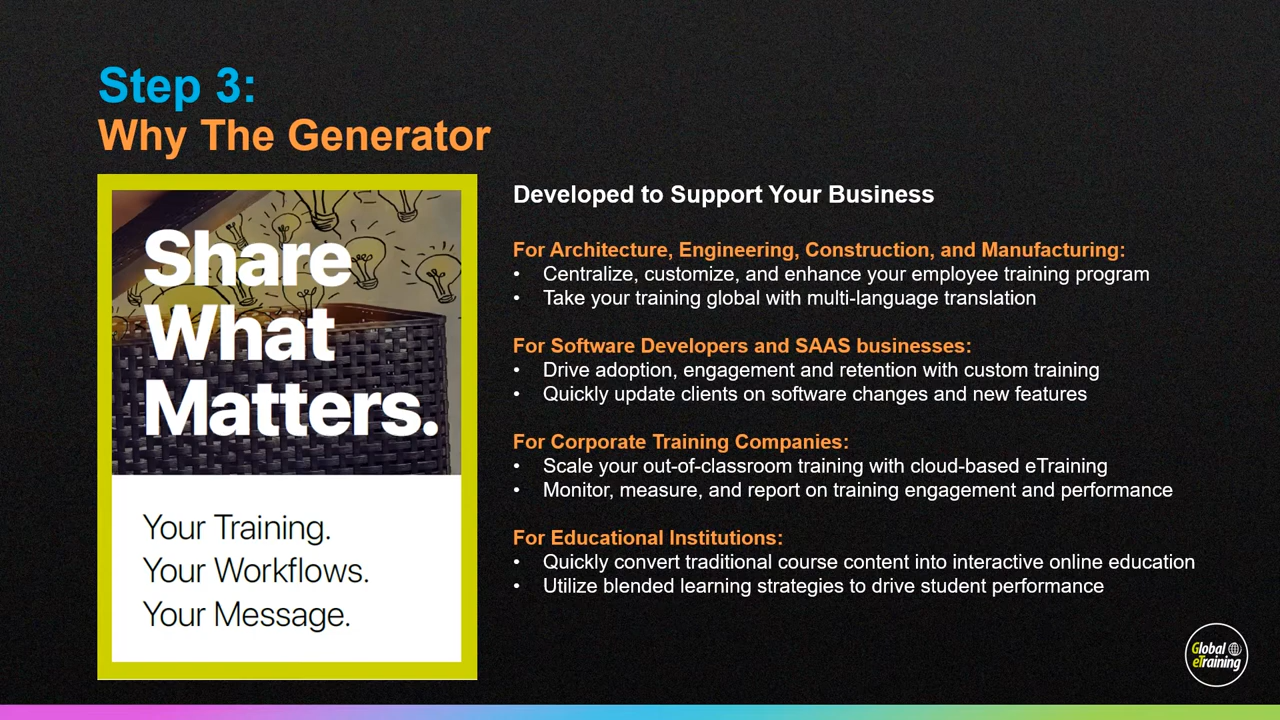 Step 3:
Why The Generator
Share
What
Matters.
Your Training.
Your Workflows.
Your Message.
Developed to Support Your Business
For Architecture, Engineering, Construction, and Manufacturing:
• Centralize, customize, and enhance your employee training program
• Take your training global with multi-language translation
For Software Developers and SAAS businesses:
• Drive adoption, engagement and retention with custom training
• Quickly update clients on software changes and new features
For Corporate Training Companies:
• Scale your out-of-classroom training with cloud-based eTraining
• Monitor, measure, and report on training engagement and performance
For Educational Institutions:
• Quickly convert traditional course content into interactive online education
• Utilize blended learning strategies to drive student performance
Global
eTraining